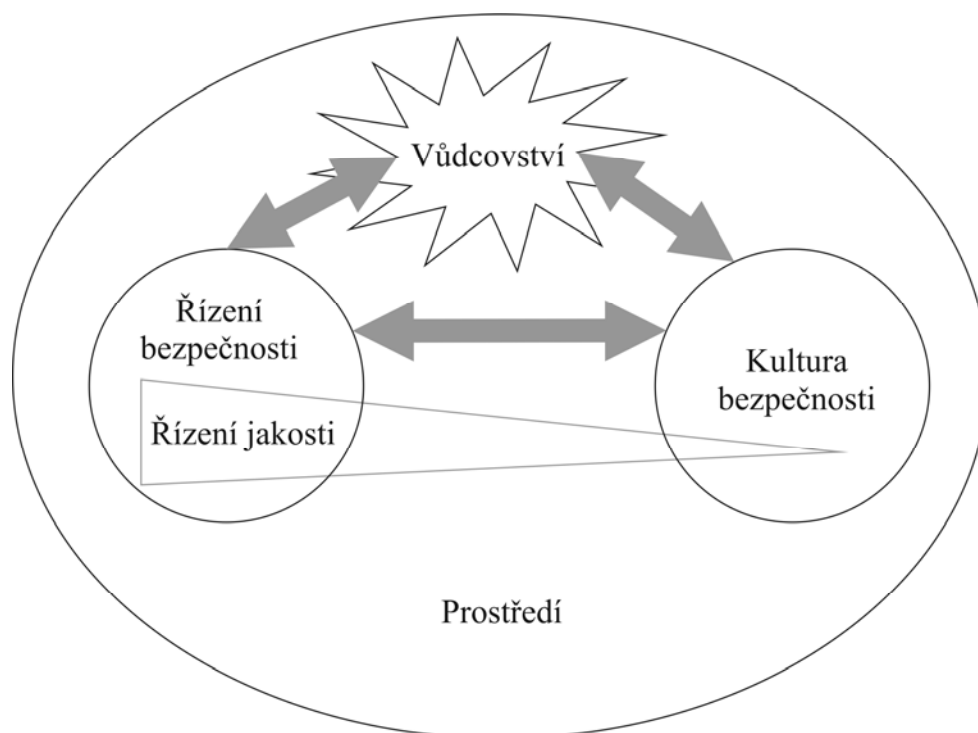 Vůdcovství
Řízení
bezpečnosti
Řízení jakosti
Kultura
bezpečnosti
Prostředí